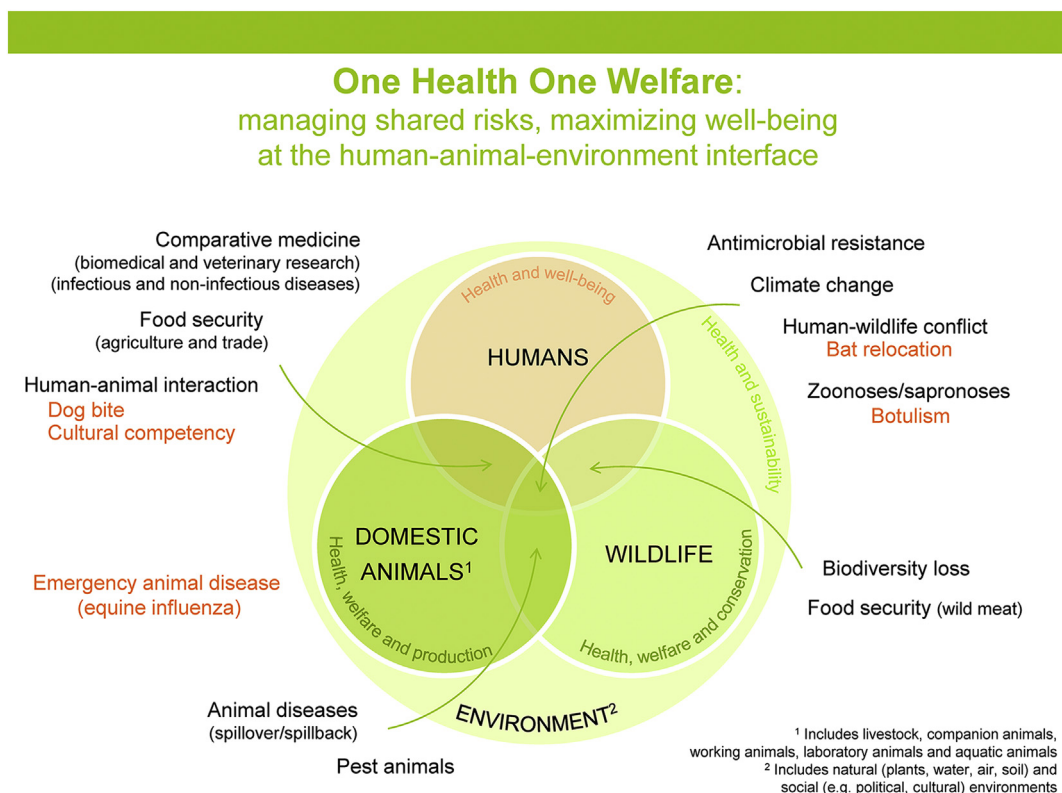 One Health One Welfare:
managing shared risks, maximizing well-being
at the human-animal-environment interface
Comparative medicine
(biomedical and veterinary research)
(infectious and non-infectious diseases)
Food security
(agriculture and trade)
Human-animal interaction
Dog bite
Cultural competency
Emergency animal disease
(equine influenza)
Animal diseases
(spillover/spillback)
Pest animals
Health and well-being
HUMANS
DOMESTIC
ANIMALS¹
Health, welfare and production
WILDLIFE
Health, welfare and conservation
Health and sustainability
ENVIRONMENT²
Antimicrobial resistance
Climate change
Human-wildlife conflict
Bat relocation
Zoonoses/sapronoses
Botulism
Biodiversity loss
Food security (wild meat)
¹ Includes livestock, companion animals,
working animals, laboratory animals and aquatic animals
² Includes natural (plants, water, air, soil) and
social (e.g. political, cultural) environments